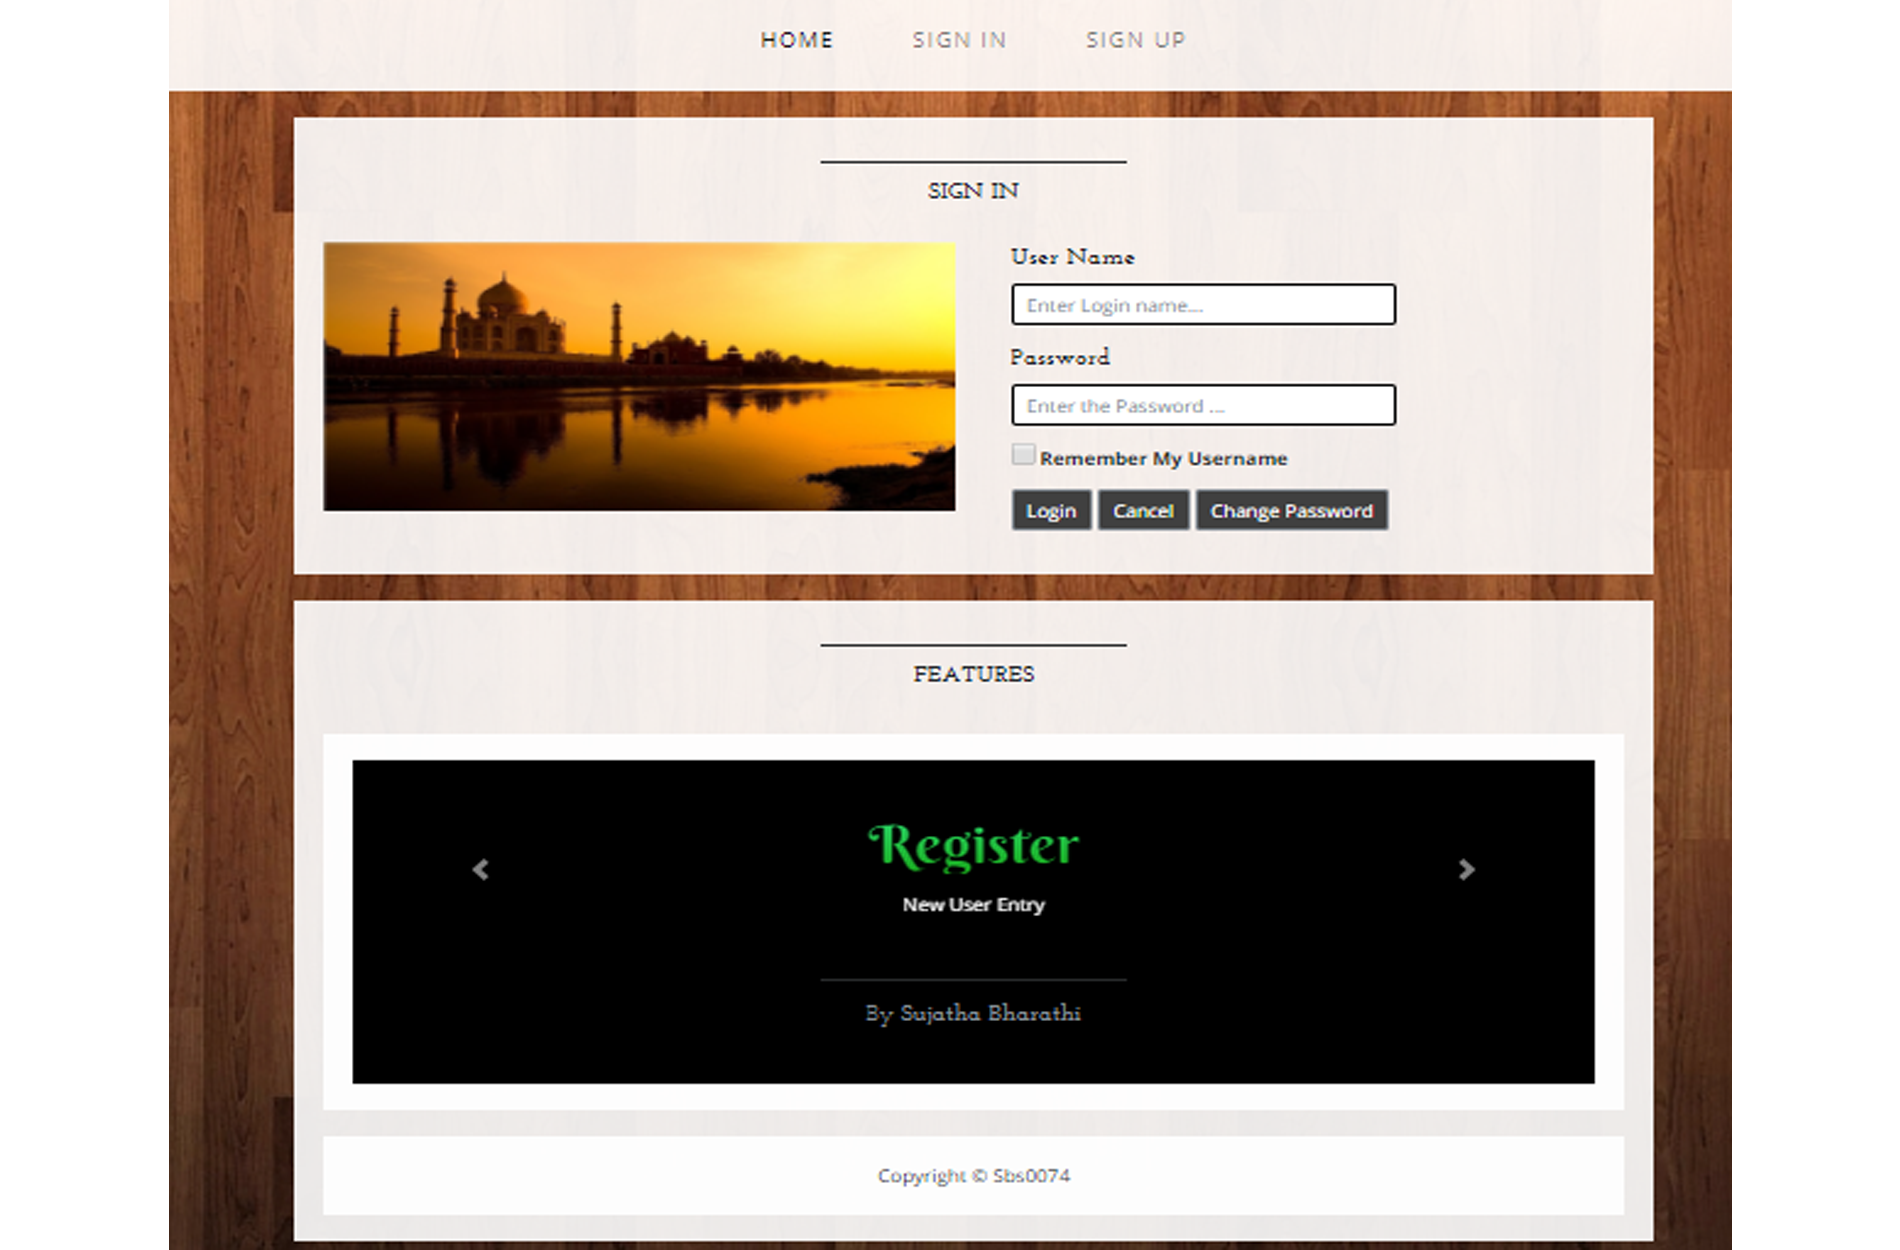 HOME SIGN IN SIGN UP
SIGN IN
User Name
Enter Login name...
Password
Enter the Password ...
Remember My Username
Login Cancel Change Password
FEATURES
Register
New User Entry
By Sujatha Bharathi
Copyright © Sbs0074